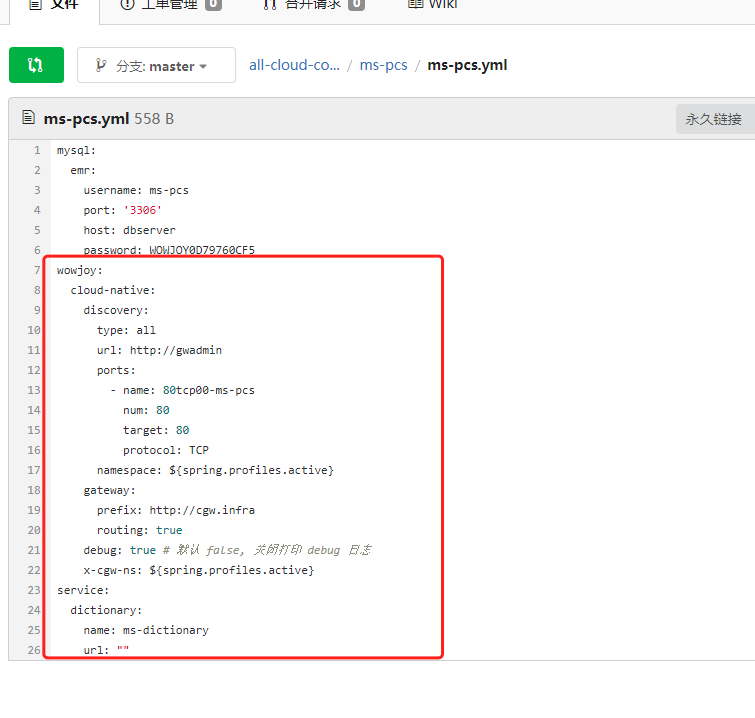 文件 工单管理 0 合并请求 0 Wiki
分支: master all-cloud-co... / ms-pcs / ms-pcs.yml
ms-pcs.yml 558 B 永久链接
1 mysql:
2 emr:
3 username: ms-pcs
4 port: '3306'
5 host: dbserver
6 password: WOWJOY0D79760CF5
7 wowjoy:
8 cloud-native:
9 discovery:
10 type: all
11 url: http://gwadmin
12 ports:
13 - name: 80tcp00-ms-pcs
14 num: 80
15 target: 80
16 protocol: TCP
17 namespace: ${spring.profiles.active}
18 gateway:
19 prefix: http://cgw.infra
20 routing: true
21 debug: true # 默认 false, 关闭打印 debug 日志
22 x-cgw-ns: ${spring.profiles.active}
23 service:
24 dictionary:
25 name: ms-dictionary
26 url: ""